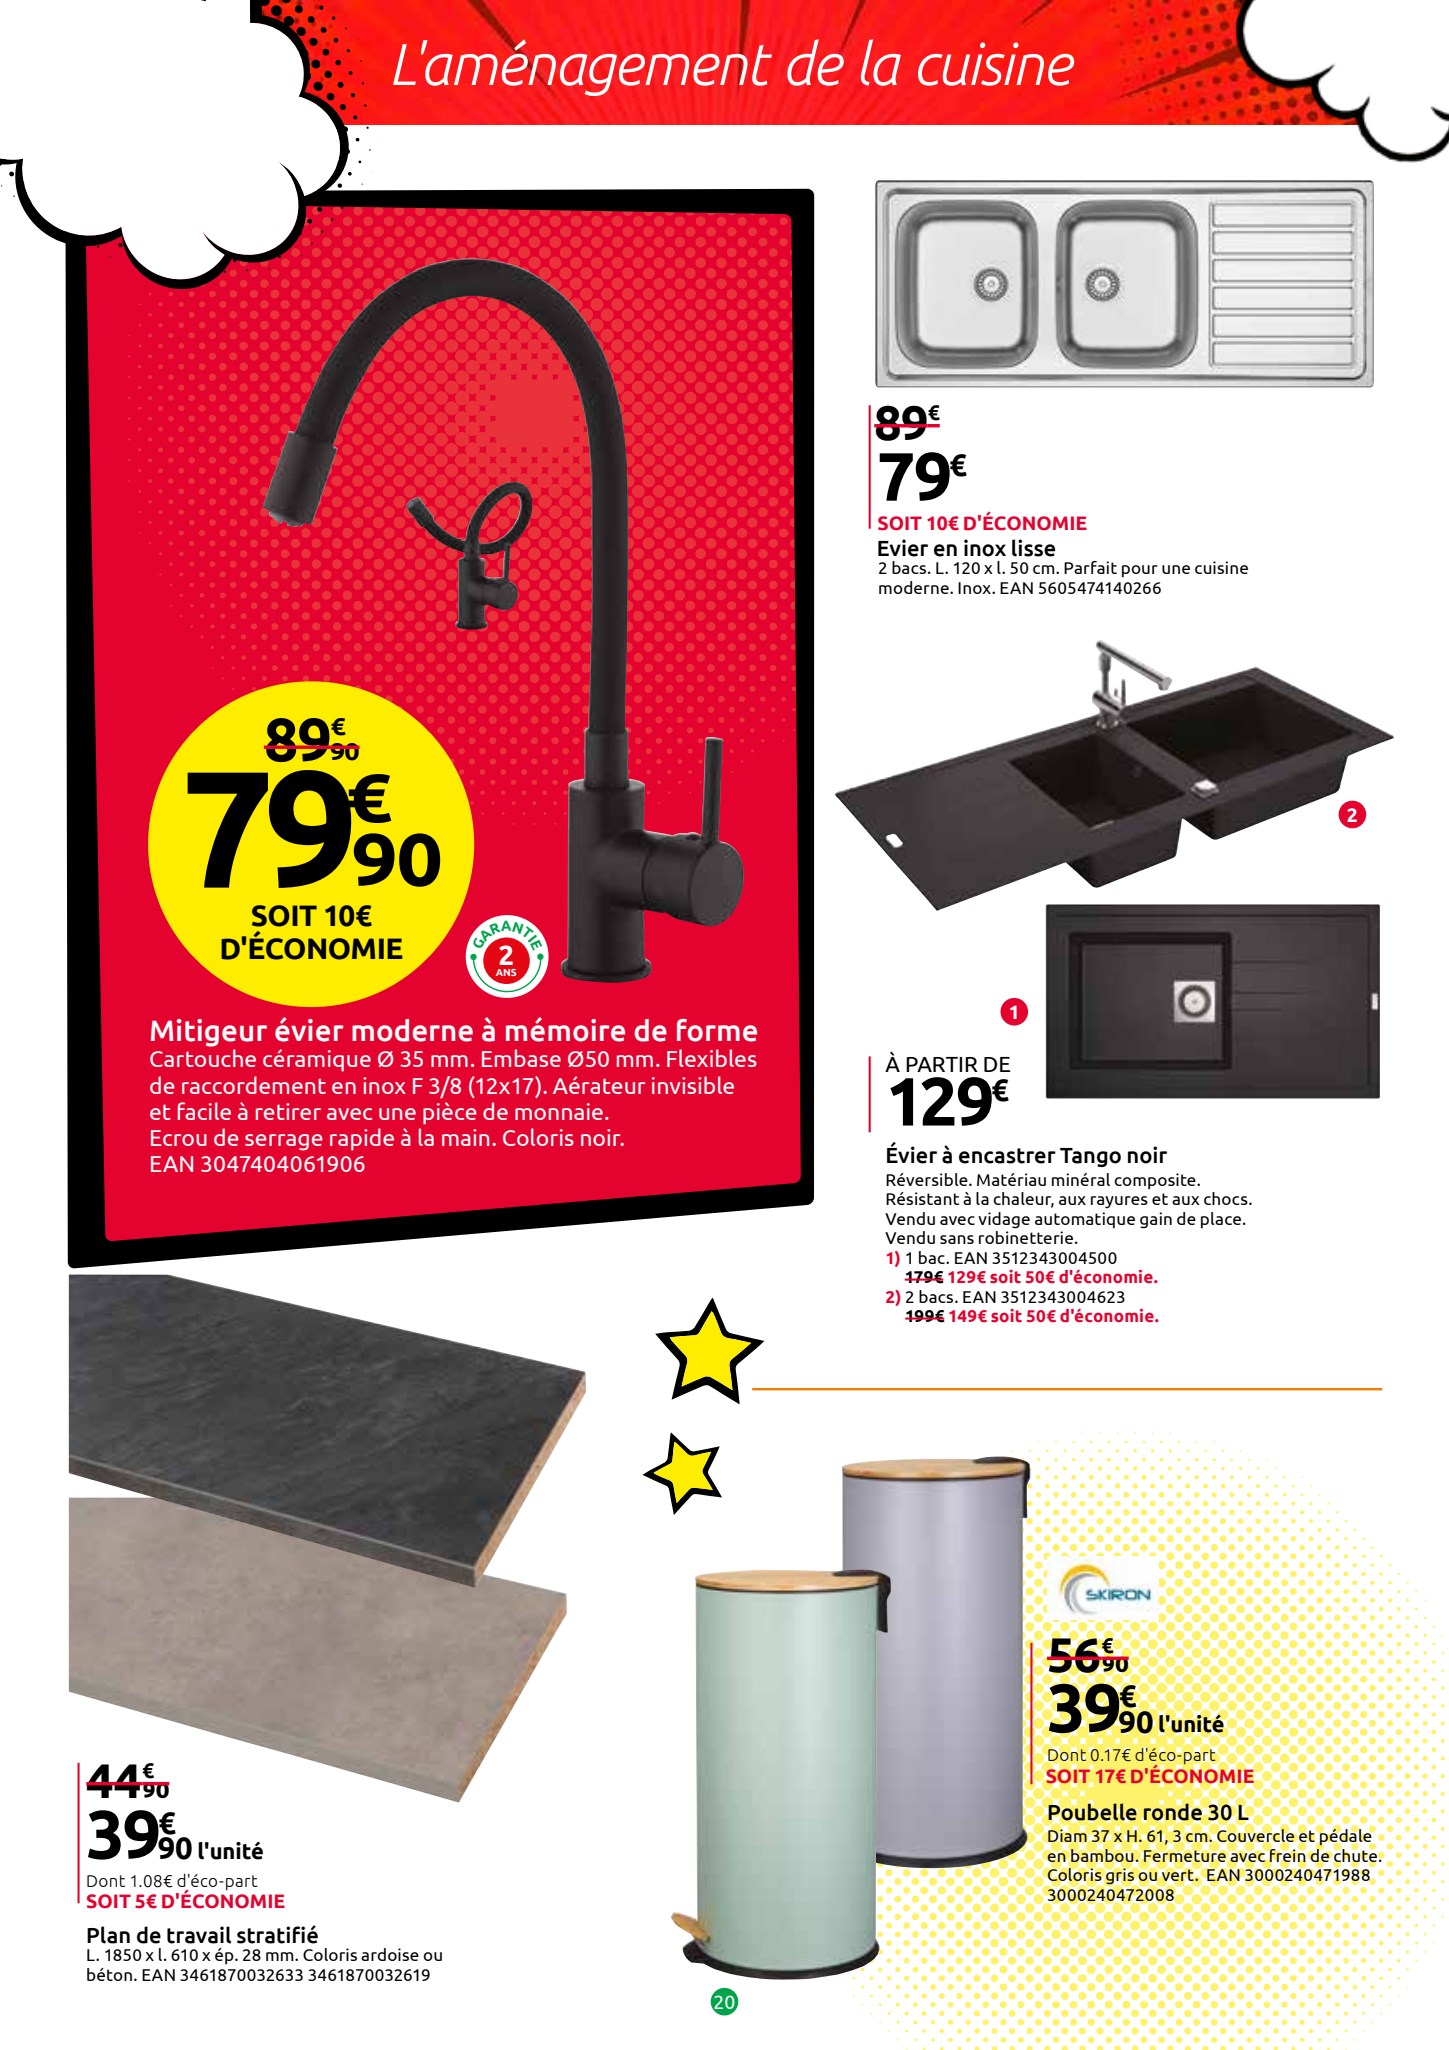 L'aménagement de la cuisine
89€
79€
SOIT 10€ D'ÉCONOMIE
Evier en inox lisse
2 bacs. L. 120 x l. 50 cm. Parfait pour une cuisine
moderne. Inox. EAN 5605474140266
89€90
79€90
SOIT 10€
D'ÉCONOMIE
GARANTIE
2
ANS
Mitigeur évier moderne à mémoire de forme
Cartouche céramique Ø 35 mm. Embase Ø50 mm. Flexibles
de raccordement en inox F 3/8 (12x17). Aérateur invisible
et facile à retirer avec une pièce de monnaie.
Ecrou de serrage rapide à la main. Coloris noir.
EAN 3047404061906
2
1
À PARTIR DE
129€
Évier à encastrer Tango noir
Réversible. Matériau minéral composite.
Résistant à la chaleur, aux rayures et aux chocs.
Vendu avec vidage automatique gain de place.
Vendu sans robinetterie.
1) 1 bac. EAN 3512343004500
179€ 129€ soit 50€ d'économie.
2) 2 bacs. EAN 3512343004623
199€ 149€ soit 50€ d'économie.
44€90
39€90 l'unité
Dont 1.08€ d'éco-part
SOIT 5€ D'ÉCONOMIE
Plan de travail stratifié
L. 1850 x l. 610 x ép. 28 mm. Coloris ardoise ou
béton. EAN 3461870032633 3461870032619
SKIRON
56€90
39€90 l'unité
Dont 0.17€ d'éco-part
SOIT 17€ D'ÉCONOMIE
Poubelle ronde 30 L
Diam 37 x H. 61, 3 cm. Couvercle et pédale
en bambou. Fermeture avec frein de chute.
Coloris gris ou vert. EAN 3000240471988
3000240472008
20